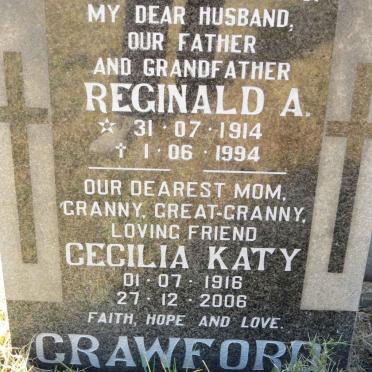 MY DEAR HUSBAND,
OUR FATHER
AND GRANDFATHER
REGINALD A.
☆ 31·07·1914
† 1·06·1994
OUR DEAREST MOM,
GRANNY, GREAT-GRANNY,
LOVING FRIEND
CECILIA KATY
01·07·1916
27·12·2006
FAITH, HOPE AND LOVE.
CRAWFORD